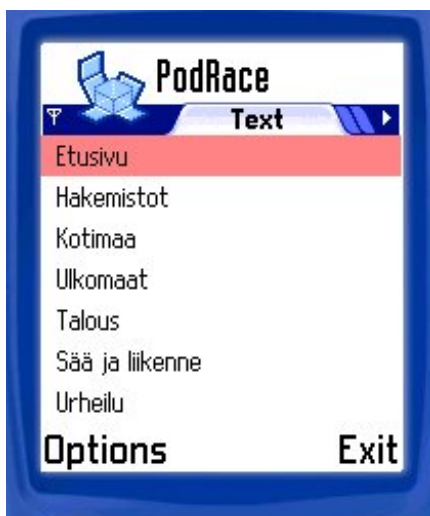 PodRace
Text
Etusivu
Hakemistot
Kotimaa
Ulkomaat
Talous
Sää ja liikenne
Urheilu
Options Exit